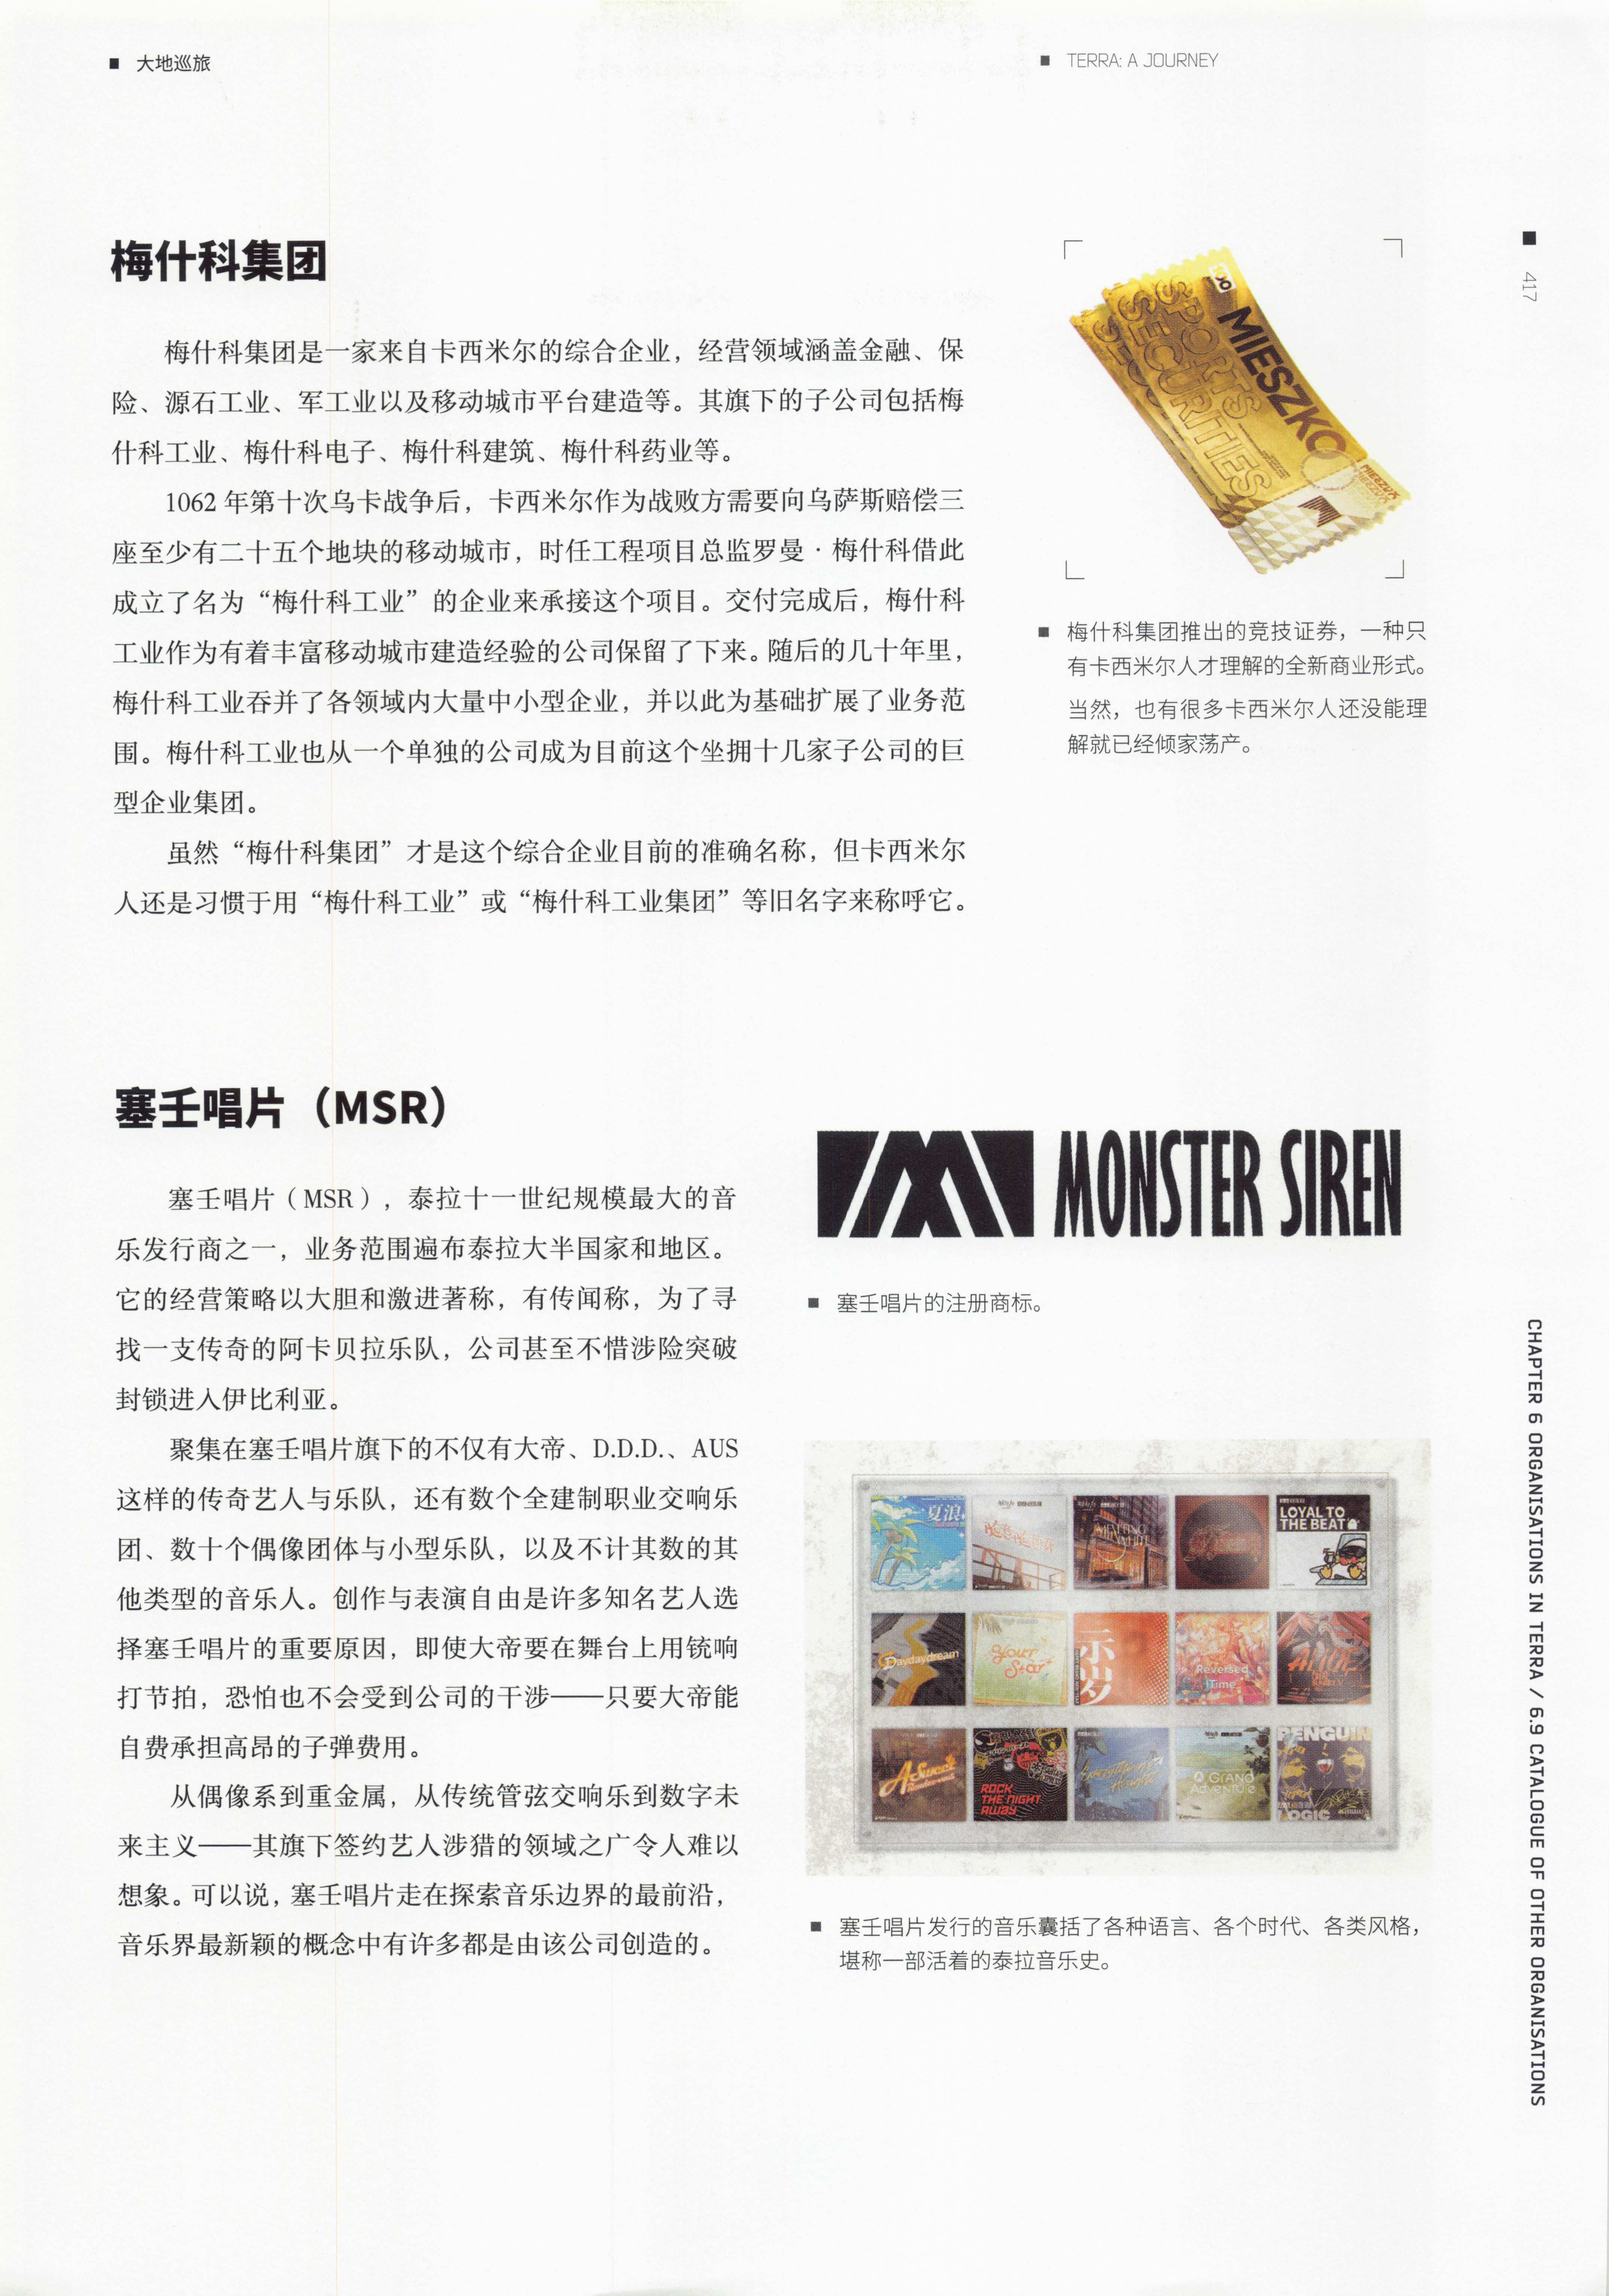 大地巡旅
TERRA: A JOURNEY
417
梅什科集团
梅什科集团是一家来自卡西米尔的综合企业，经营领域涵盖金融、保
险、源石工业、军工业以及移动城市平台建造等。其旗下的子公司包括梅
什科工业、梅什科电子、梅什科建筑、梅什科药业等。
1062 年第十次乌卡战争后，卡西米尔作为战败方需要向乌萨斯赔偿三
座至少有二十五个地块的移动城市，时任工程项目总监罗曼·梅什科借此
成立了名为“梅什科工业”的企业来承接这个项目。交付完成后，梅什科
工业作为有着丰富移动城市建造经验的公司保留了下来。随后的几十年里，
梅什科工业吞并了各领域内大量中小型企业，并以此为基础扩展了业务范
围。梅什科工业也从一个单独的公司成为目前这个坐拥十几家子公司的巨
型企业集团。
虽然“梅什科集团”才是这个综合企业目前的准确名称，但卡西米尔
人还是习惯于用“梅什科工业”或“梅什科工业集团”等旧名字来称呼它。
MIESZKO
SPORTS
SECURITIES
梅什科集团推出的竞技证券，一种只
有卡西米尔人才理解的全新商业形式。
当然，也有很多卡西米尔人还没能理
解就已经倾家荡产。
塞壬唱片（MSR）
塞壬唱片（MSR），泰拉十一世纪规模最大的音
乐发行商之一，业务范围遍布泰拉大半国家和地区。
它的经营策略以大胆和激进著称，有传闻称，为了寻
找一支传奇的阿卡贝拉乐队，公司甚至不惜涉险突破
封锁进入伊比利亚。
聚集在塞壬唱片旗下的不仅有大帝、D.D.D.、AUS
这样的传奇艺人与乐队，还有数个全建制职业交响乐
团、数十个偶像团体与小型乐队，以及不计其数的其
他类型的音乐人。创作与表演自由是许多知名艺人选
择塞壬唱片的重要原因，即使大帝要在舞台上用铳响
打节拍，恐怕也不会受到公司的干涉——只要大帝能
自费承担高昂的子弹费用。
从偶像系到重金属，从传统管弦交响乐到数字未
来主义——其旗下签约艺人涉猎的领域之广令人难以
想象。可以说，塞壬唱片走在探索音乐边界的最前沿，
音乐界最新颖的概念中有许多都是由该公司创造的。
MONSTER SIREN
塞壬唱片的注册商标。
夏浪
LOYAL TO
THE BEAT
Daydaydream
Your
Star
Reversed
Time
A Sweet
ROCK
THE NIGHT
AWAY
A GRAND
ADVENTURE
PENGUIN
LOGIC
塞壬唱片发行的音乐囊括了各种语言、各个时代、各类风格，
堪称一部活着的泰拉音乐史。
CHAPTER 6 ORGANISATIONS IN TERRA / 6.9 CATALOGUE OF OTHER ORGANISATIONS